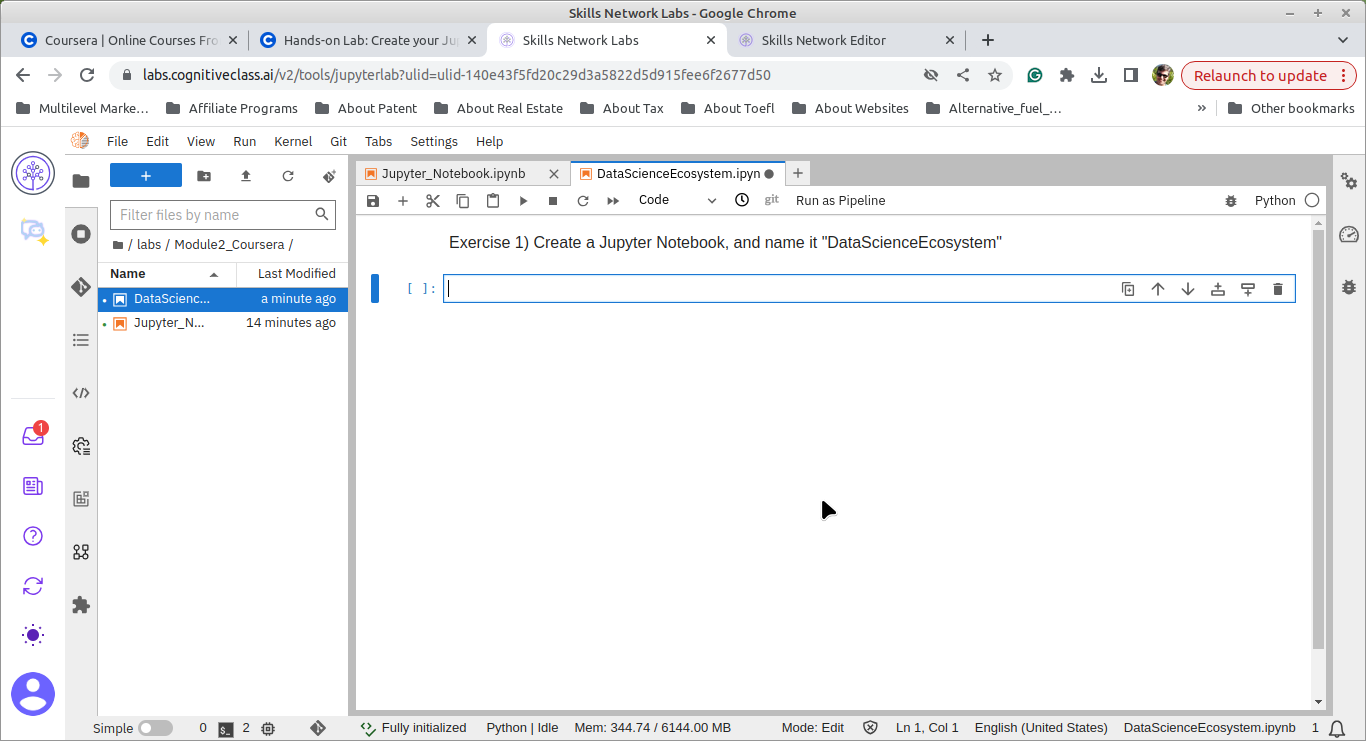 Skills Network Labs - Google Chrome
Coursera | Online Courses Fro
Hands-on Lab: Create your Ju
Skills Network Labs
Skills Network Editor
labs.cognitiveclass.ai/v2/tools/jupyterlab?ulid=ulid-140e43f5fd20c29d3a5822d5d915fee6f2677d50
Relaunch to update
Multilevel Marke... Affiliate Programs About Patent About Real Estate About Tax About Toefl About Websites Alternative_fuel_... » Other bookmarks
File Edit View Run Kernel Git Tabs Settings Help
Jupyter_Notebook.ipynb
DataScienceEcosystem.ipyn
Code
git
Run as Pipeline
Python
Filter files by name
/ labs / Module2_Coursera /
Name Last Modified
DataScienc... a minute ago
Jupyter_N... 14 minutes ago
Exercise 1) Create a Jupyter Notebook, and name it "DataScienceEcosystem"
[ ]:
1
Simple 0 $_ 2 Fully initialized Python | Idle Mem: 344.74 / 6144.00 MB Mode: Edit Ln 1, Col 1 English (United States) DataScienceEcosystem.ipynb 1